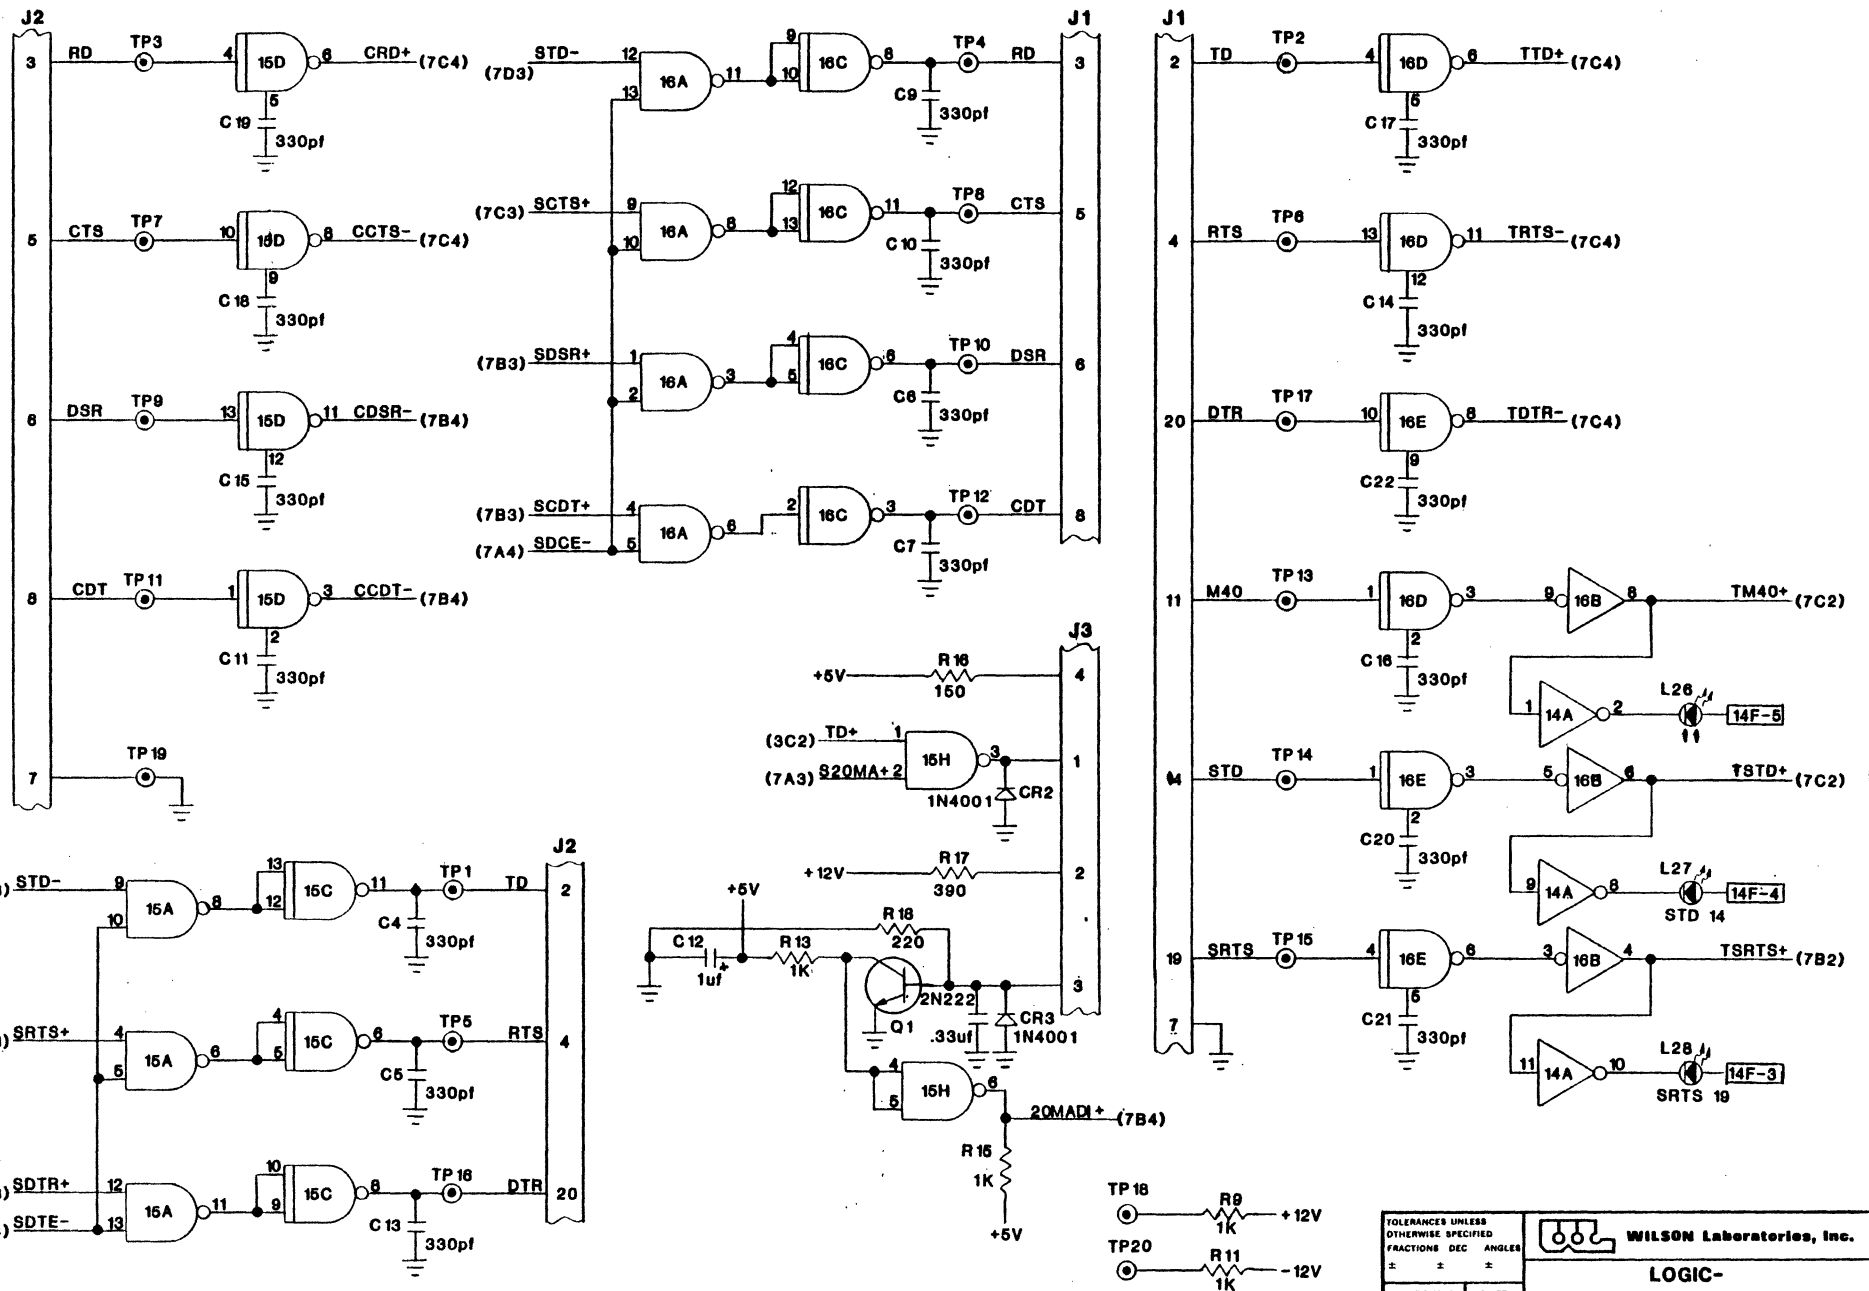 J2
3 RD TP3 4 15D 6 CRD+ (7C4)
5
C19 330pf
5 CTS TP7 10 15D 8 CCTS- (7C4)
9
C18 330pf
6 DSR TP9 13 15D 11 CDSR- (7B4)
12
C15 330pf
8 CDT TP11 1 15D 3 CCDT- (7B4)
2
C11 330pf
7 TP19
J1
(7D3) STD- 12 13 16A 11 9 10 16C 8 TP4 RD 3
C9 330pf
(7C3) SCTS+ 9 10 16A 8 12 13 16C 11 TP8 CTS 5
C10 330pf
(7B3) SDSR+ 1 2 16A 3 4 5 16C 6 TP10 DSR 6
C6 330pf
(7B3) SCDT+ 4 16A 6 2 16C 3 TP12 CDT 8
(7A4) SDCE- 5
C7 330pf
J1
2 TD TP2 4 16D 6 TTD+ (7C4)
5
C17 330pf
4 RTS TP6 13 16D 11 TRTS- (7C4)
12
C14 330pf
20 DTR TP17 10 16E 8 TDTR- (7C4)
9
C22 330pf
11 M40 TP13 1 16D 3 9 16B 8 TM40+ (7C2)
2
C16 330pf
1 14A 2 L26 14F-5
14 STD TP14 1 16E 3 5 16B 6 TSTD+ (7C2)
2
C20 330pf
9 14A 8 L27 14F-4
STD 14
19 SRTS TP15 4 16E 6 3 16B 4 TSRTS+ (7B2)
5
C21 330pf
11 14A 10 L28 14F-3
SRTS 19
7
J3
+5V R16 150 4
(3C2) TD+ 1 15H 3 1
(7A3) S20MA+ 2
1N4001 CR2
+12V R17 390 2
+5V
R18 220
C12 1uf + R13 1K
2N222 Q1 3
.33uf CR3 1N4001
4 5 15H 6
20MADI+ (7B4)
R15 1K
+5V
J2
STD- 9 10 15A 8 13 12 15C 11 TP1 TD 2
C4 330pf
SRTS+ 4 5 15A 6 4 5 15C 6 TP5 RTS 4
C5 330pf
SDTR+ 12 15A 11 10 9 15C 8 TP16 DTR 20
SDTE- 13
C13 330pf
TP18 R9 1K +12V
TP20 R11 1K -12V
TOLERANCES UNLESS
OTHERWISE SPECIFIED
FRACTIONS DEC ANGLES
± ± ±
WILSON Laboratories, Inc.
LOGIC-